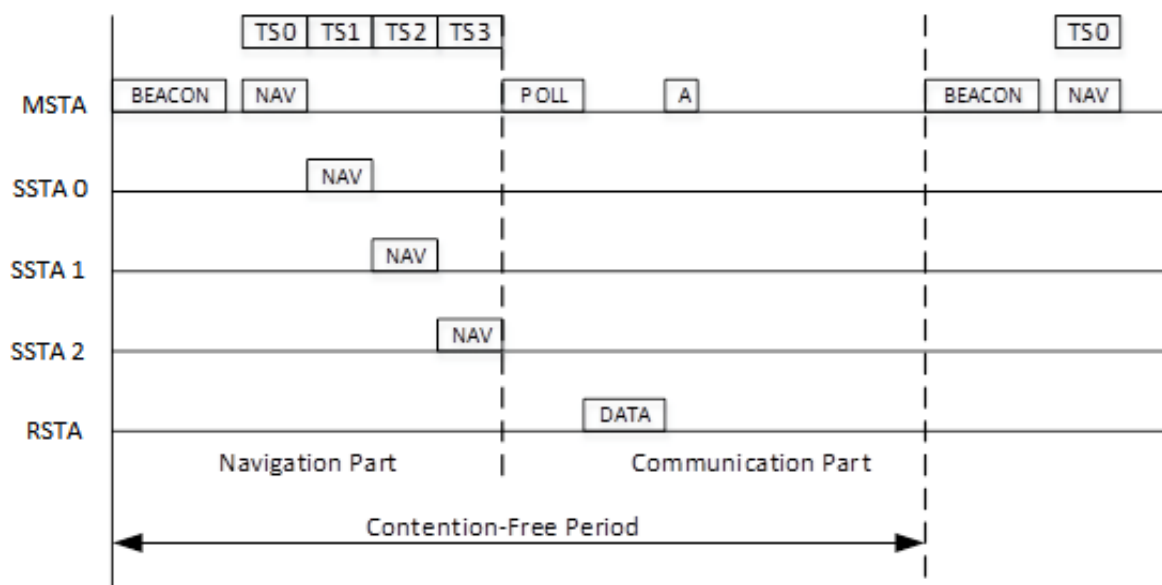 TS0 TS1 TS2 TS3 TS0
MSTA BEACON NAV POLL A BEACON NAV
SSTA 0 NAV
SSTA 1 NAV
SSTA 2 NAV
RSTA DATA
Navigation Part Communication Part
Contention-Free Period